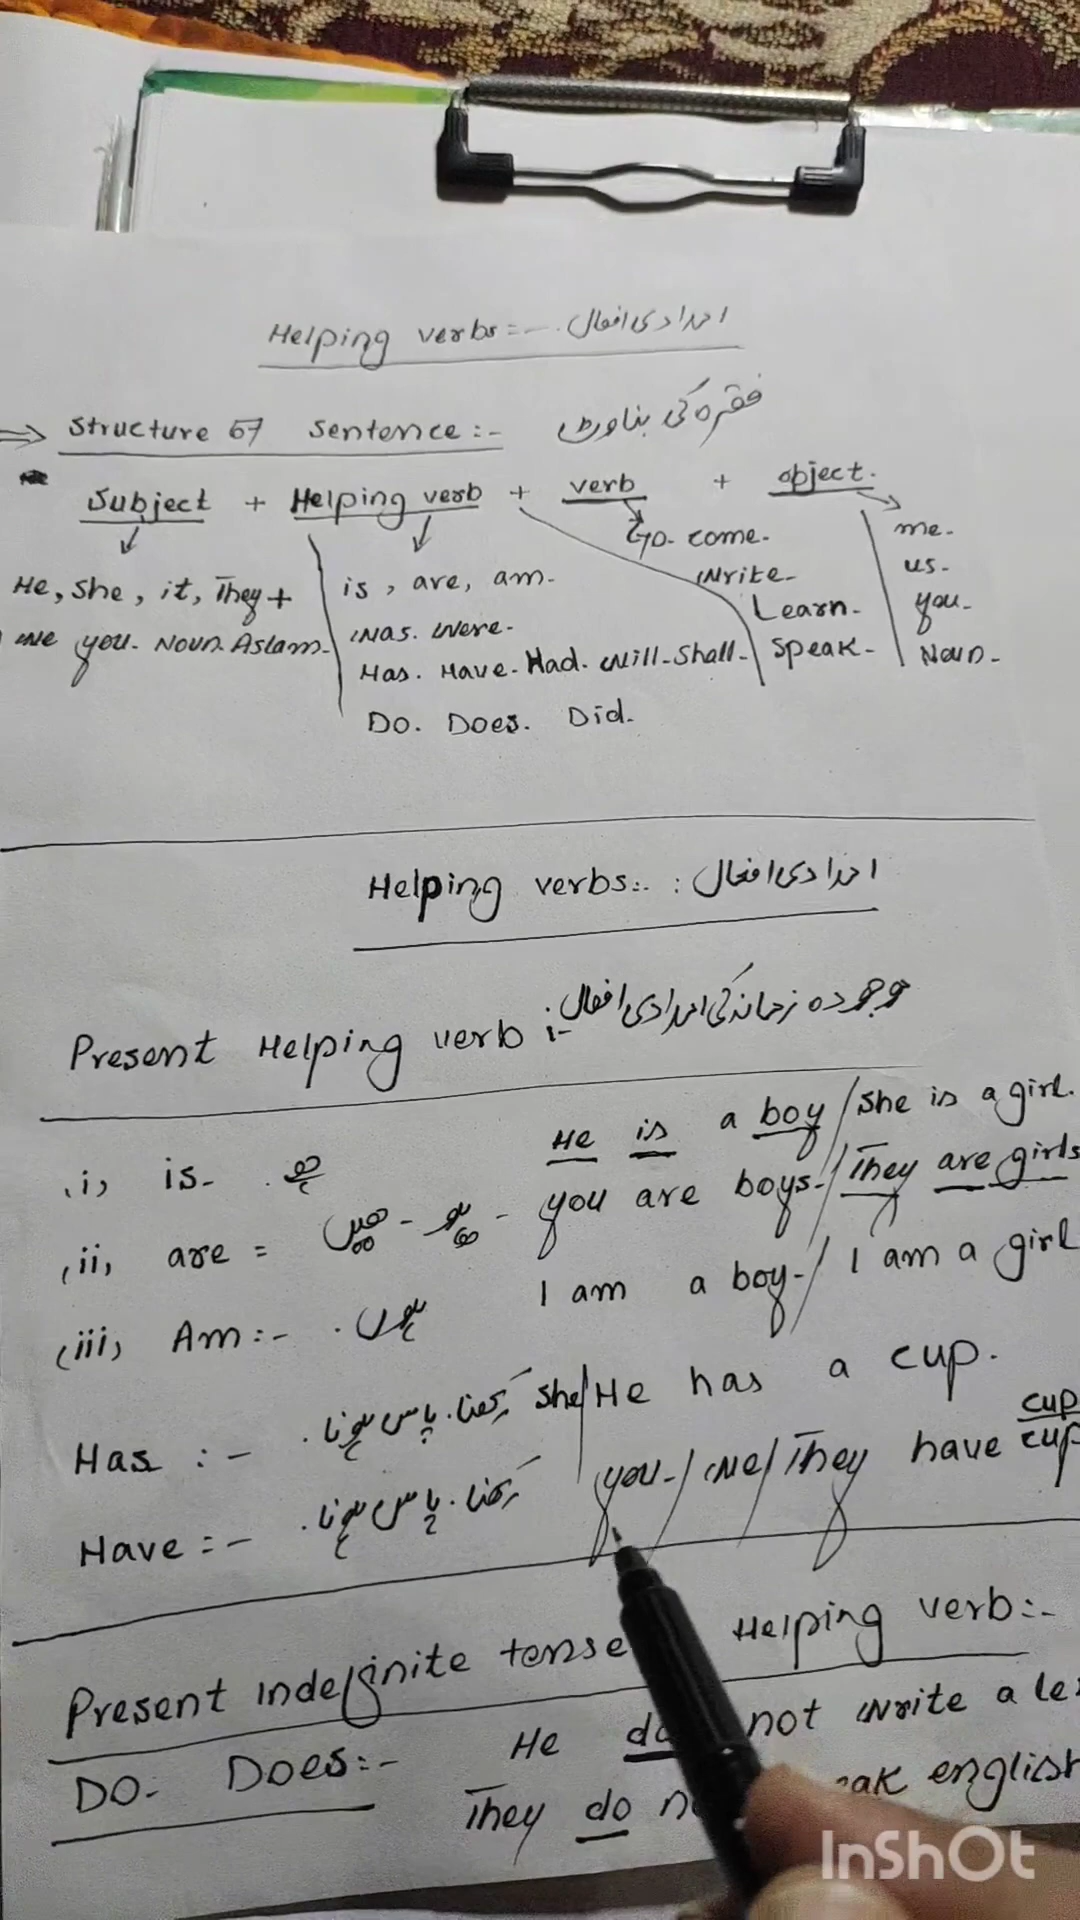 Helping verbs:- امدادی افعال
⇒ Structure of Sentence:- فقرہ کی بناوٹ
Subject + Helping verb + verb + object.
He, she, it, They + is, are, am. Go. come. me.
we you. Noun. Aslam. Was. Were. Write. us.
Has. Have. Had. Will. Shall. Learn. you.
Do. Does. Did. Speak. Noun.
Helping verbs:. : امدادی افعال
Present Helping verb :- موجودہ زمانہ کی امدادی افعال
(i) is. ہے He is a boy / She is a girl.
(ii) are = ہیں - ہو - you are boys / They are girls
(iii) Am:- ہوں. I am a boy / I am a girl
Has :- رکھنا. پاس ہونا. She/He has a cup.
Have :- رکھنا. پاس ہونا. you / we / They have cup
cup
Present indefinite tense Helping verb:-
Do. Does:- He not write a
They do english
InShOt